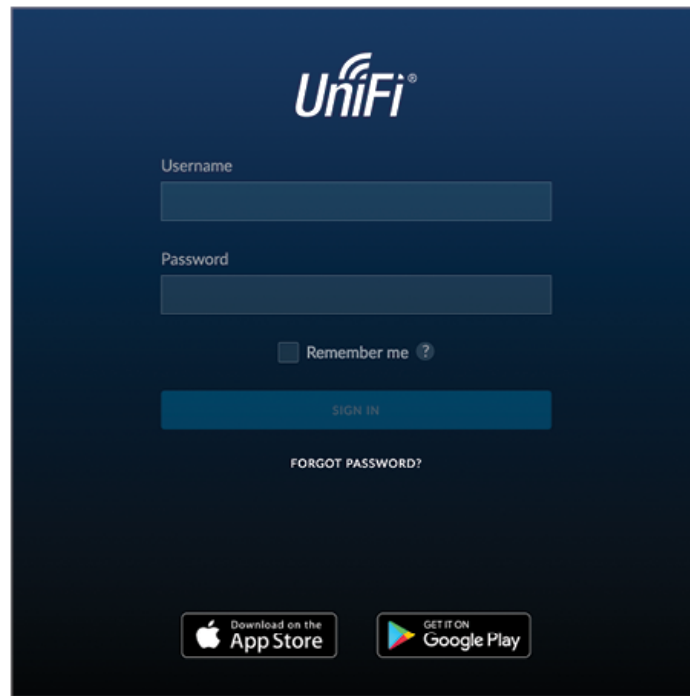 UniFi®
Username
Password
Remember me ?
SIGN IN
FORGOT PASSWORD?
Download on the
App Store
GET IT ON
Google Play